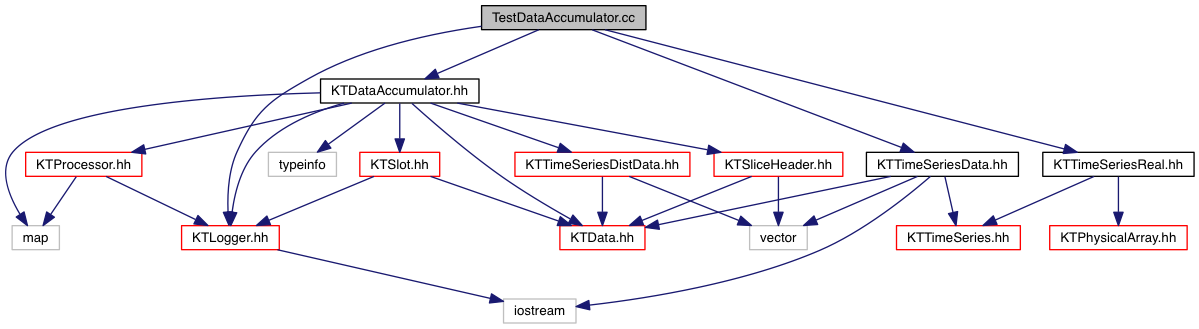 TestDataAccumulator.cc
KTDataAccumulator.hh
KTProcessor.hh
typeinfo
KTSlot.hh
KTTimeSeriesDistData.hh
KTSliceHeader.hh
KTTimeSeriesData.hh
KTTimeSeriesReal.hh
map
KTLogger.hh
KTData.hh
vector
KTTimeSeries.hh
KTPhysicalArray.hh
iostream